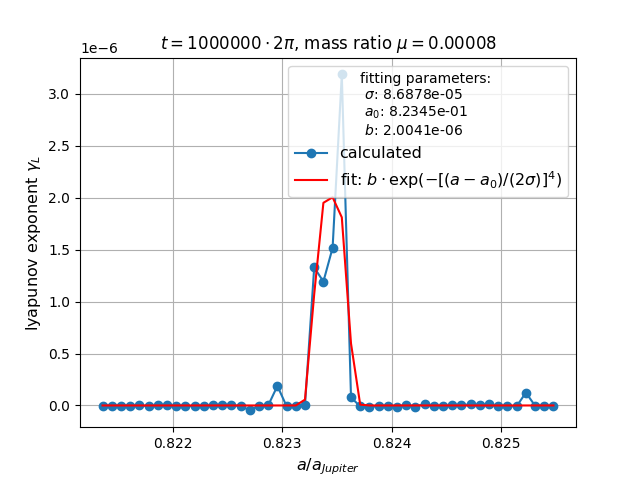 t = 1000000 · 2π, mass ratio μ = 0.00008
1e−6
fitting parameters:
σ: 8.6878e-05
a₀: 8.2345e-01
b: 2.0041e-06
calculated
fit: b · exp(−[(a − a₀)/(2σ)]⁴)
3.0
2.5
2.0
1.5
1.0
0.5
0.0
lyapunov exponent γ_L
0.822 0.823 0.824 0.825
a/a_Jupiter